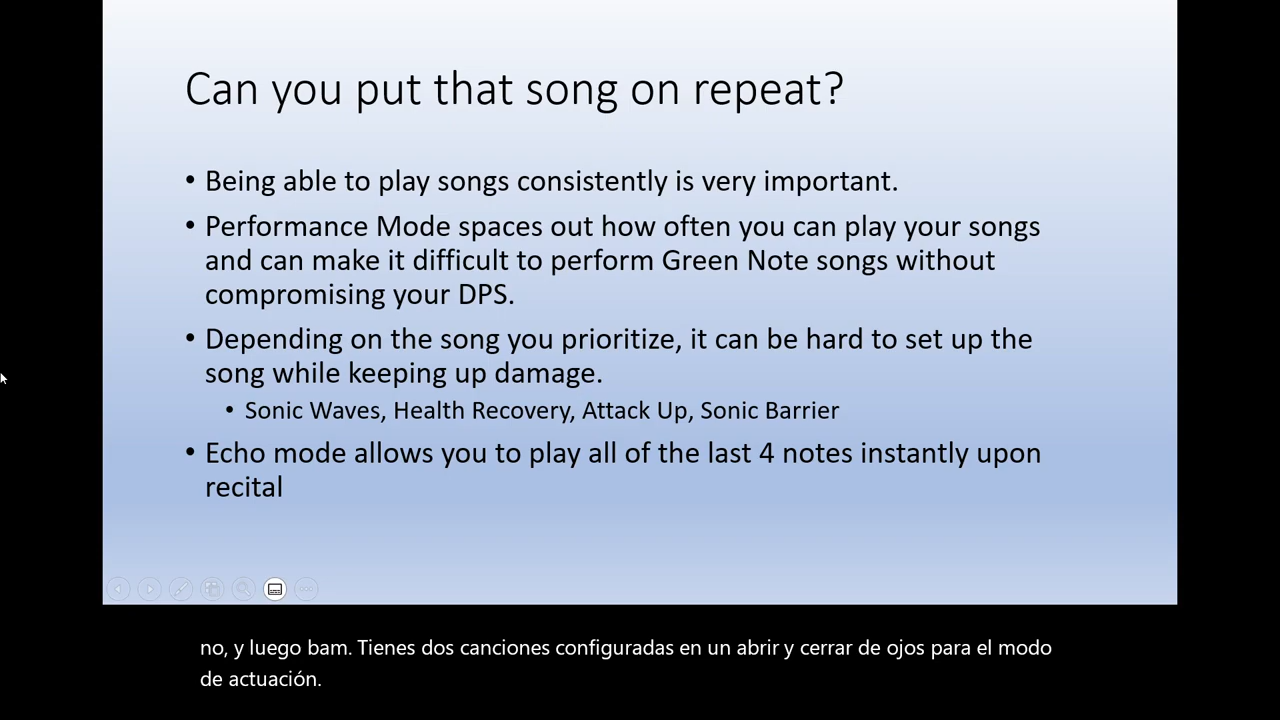 Can you put that song on repeat?
• Being able to play songs consistently is very important.
• Performance Mode spaces out how often you can play your songs
and can make it difficult to perform Green Note songs without
compromising your DPS.
• Depending on the song you prioritize, it can be hard to set up the
song while keeping up damage.
• Sonic Waves, Health Recovery, Attack Up, Sonic Barrier
• Echo mode allows you to play all of the last 4 notes instantly upon
recital
no, y luego bam. Tienes dos canciones configuradas en un abrir y cerrar de ojos para el modo
de actuación.